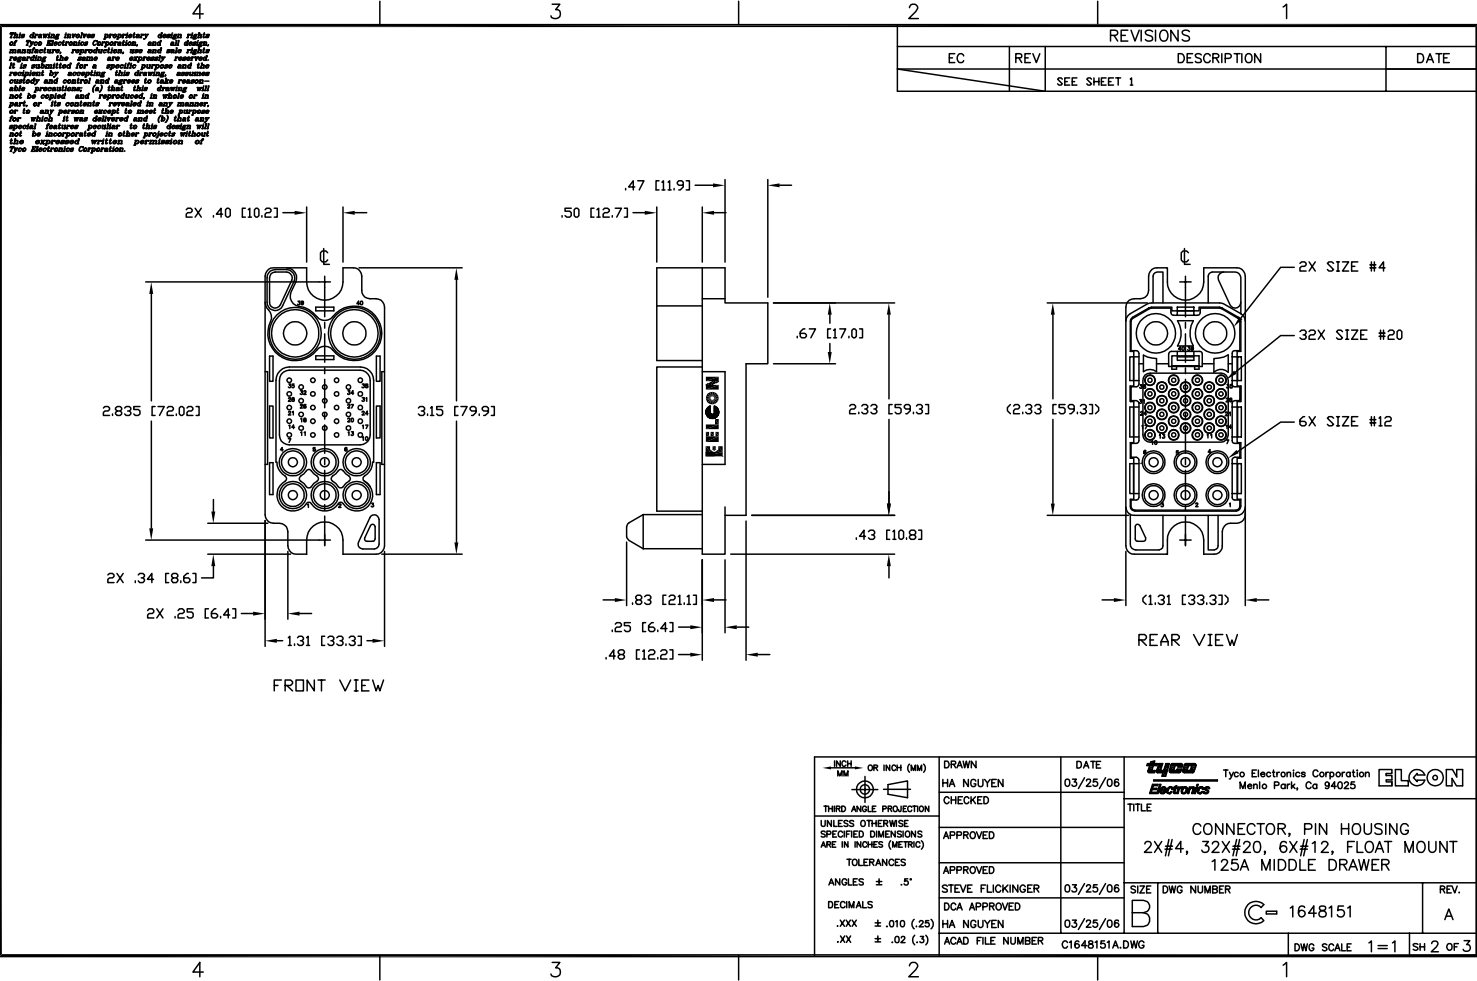 4
3
2
1
This drawing involves proprietary design rights
of Tyco Electronics Corporation, and all design,
manufacture, reproduction, use and sale rights
regarding the same are expressly reserved.
It is submitted for a specific purpose and the
recipient by accepting this drawing, assumes
custody and control and agrees to take reason-
able precautions; (a) that this drawing will
not be copied and reproduced, in whole or in
part, or its contents revealed in any manner,
or to any person except to meet the purpose
for which it was delivered and (b) that any
special features peculiar to this design will
not be incorporated in other projects without
the expressed written permission of
Tyco Electronics Corporation.
REVISIONS
EC REV DESCRIPTION DATE
SEE SHEET 1
2X .40 [10.2]
2.835 [72.02]
3.15 [79.9]
2X .34 [8.6]
2X .25 [6.4]
1.31 [33.3]
FRONT VIEW
.47 [11.9]
.50 [12.7]
.67 [17.0]
2.33 [59.3]
.43 [10.8]
.83 [21.1]
.25 [6.4]
.48 [12.2]
ELCON
2X SIZE #4
32X SIZE #20
6X SIZE #12
(2.33 [59.3])
(1.31 [33.3])
REAR VIEW
INCH
MM
OR INCH (MM)
THIRD ANGLE PROJECTION
UNLESS OTHERWISE
SPECIFIED DIMENSIONS
ARE IN INCHES (METRIC)
TOLERANCES
ANGLES ± .5°
DECIMALS
.XXX ± .010 (.25)
.XX ± .02 (.3)
DRAWN DATE
HA NGUYEN 03/25/06
CHECKED
APPROVED
APPROVED
STEVE FLICKINGER 03/25/06
DCA APPROVED
HA NGUYEN 03/25/06
ACAD FILE NUMBER C1648151A.DWG
tyco
Electronics
Tyco Electronics Corporation
Menlo Park, Ca 94025
ELCON
TITLE
CONNECTOR, PIN HOUSING
2X#4, 32X#20, 6X#12, FLOAT MOUNT
125A MIDDLE DRAWER
SIZE DWG NUMBER REV.
B C- 1648151 A
DWG SCALE 1=1 SH 2 OF 3
4
3
2
1